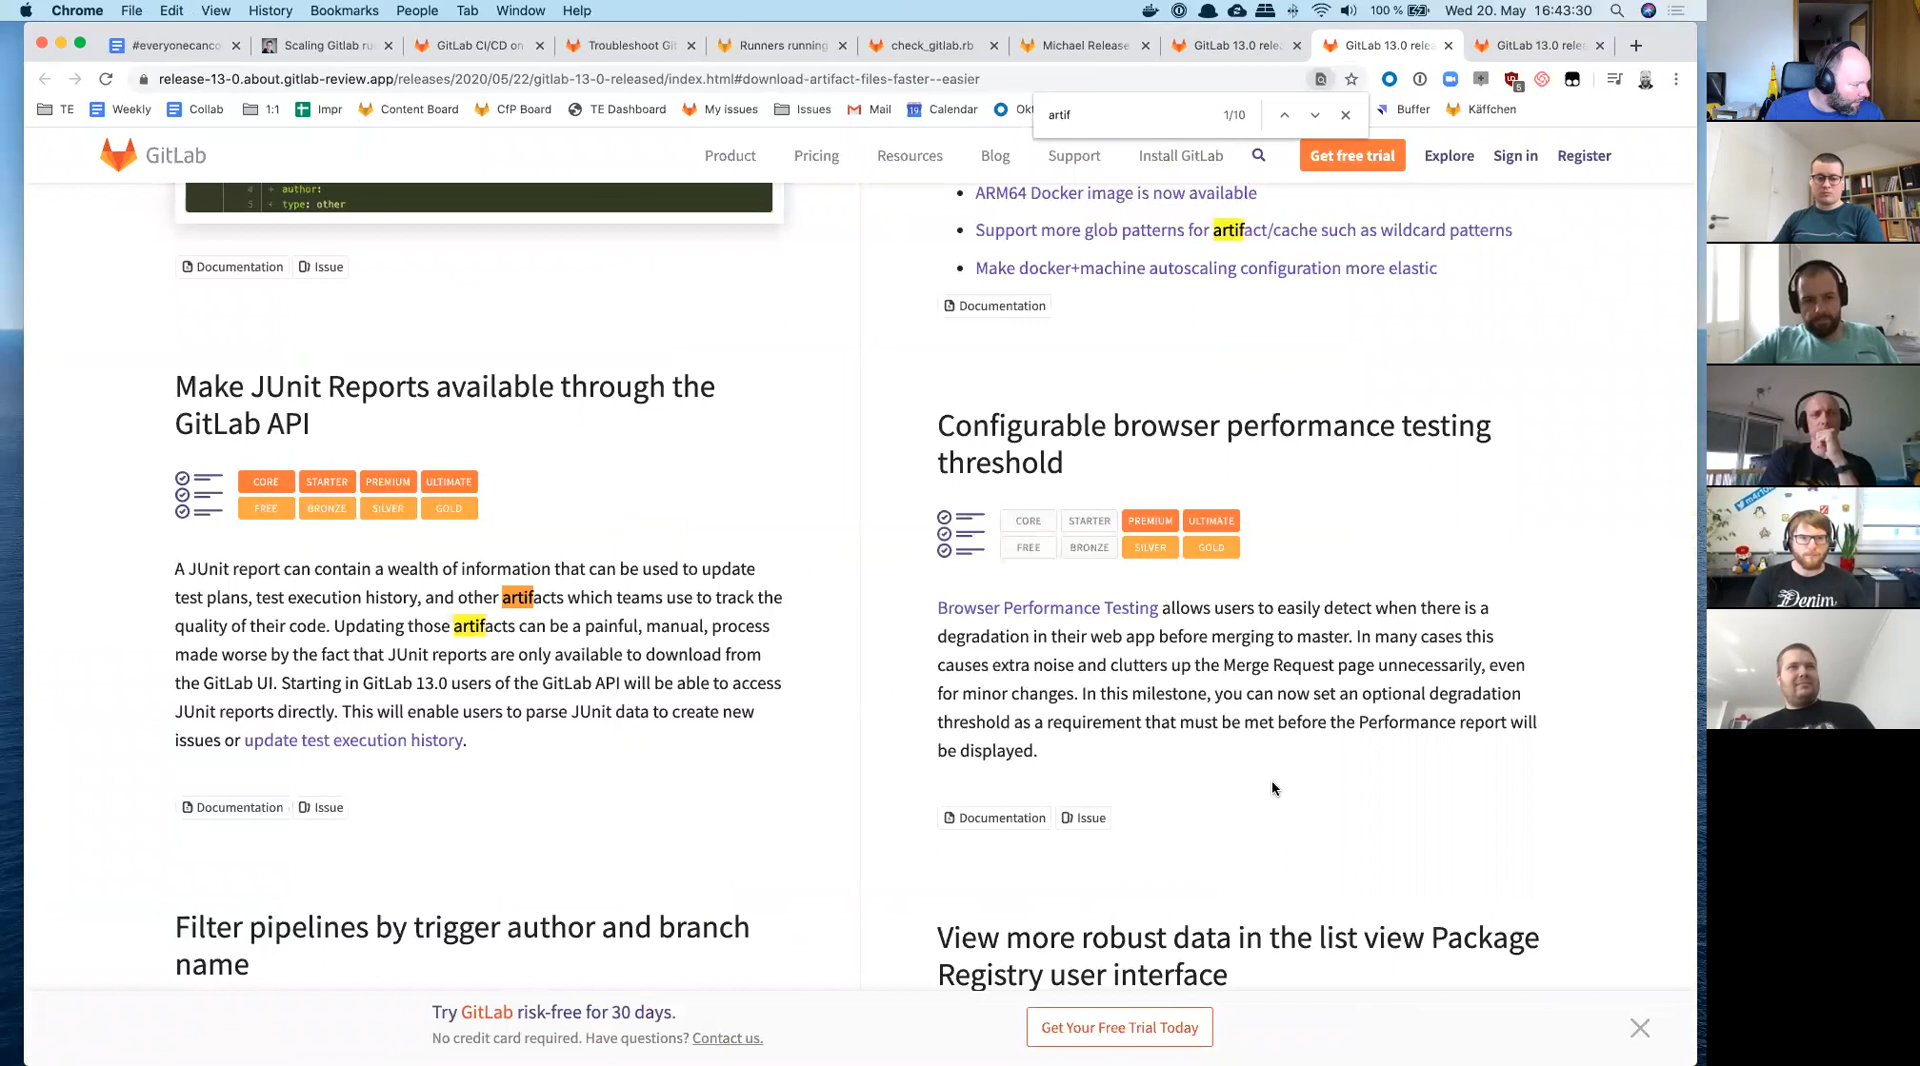 Chrome File Edit View History Bookmarks People Tab Window Help
100 % Wed 20. May 16:43:30
#everyonecanco
Scaling Gitlab ru
GitLab CI/CD on
Troubleshoot Git
Runners running
check_gitlab.rb
Michael Release
GitLab 13.0 rele
GitLab 13.0 rele
GitLab 13.0 rele
release-13-0.about.gitlab-review.app/releases/2020/05/22/gitlab-13-0-released/index.html#download-artifact-files-faster--easier
5
TE Weekly Collab 1:1 Impr Content Board CfP Board TE Dashboard My issues Issues Mail Calendar Buffer Käffchen
artif 1/10
GitLab
Product Pricing Resources Blog Support Install GitLab Get free trial Explore Sign in Register
4 + author:
5 + type: other
Documentation Issue
Make JUnit Reports available through the
GitLab API
CORE STARTER PREMIUM ULTIMATE
FREE BRONZE SILVER GOLD
A JUnit report can contain a wealth of information that can be used to update
test plans, test execution history, and other artifacts which teams use to track the
quality of their code. Updating those artifacts can be a painful, manual, process
made worse by the fact that JUnit reports are only available to download from
the GitLab UI. Starting in GitLab 13.0 users of the GitLab API will be able to access
JUnit reports directly. This will enable users to parse JUnit data to create new
issues or update test execution history.
Documentation Issue
Filter pipelines by trigger author and branch
name
ARM64 Docker image is now available
Support more glob patterns for artifact/cache such as wildcard patterns
Make docker+machine autoscaling configuration more elastic
Documentation
Configurable browser performance testing
threshold
CORE STARTER PREMIUM ULTIMATE
FREE BRONZE SILVER GOLD
Browser Performance Testing allows users to easily detect when there is a
degradation in their web app before merging to master. In many cases this
causes extra noise and clutters up the Merge Request page unnecessarily, even
for minor changes. In this milestone, you can now set an optional degradation
threshold as a requirement that must be met before the Performance report will
be displayed.
Documentation Issue
View more robust data in the list view Package
Registry user interface
Try GitLab risk-free for 30 days.
No credit card required. Have questions? Contact us.
Get Your Free Trial Today
Denim